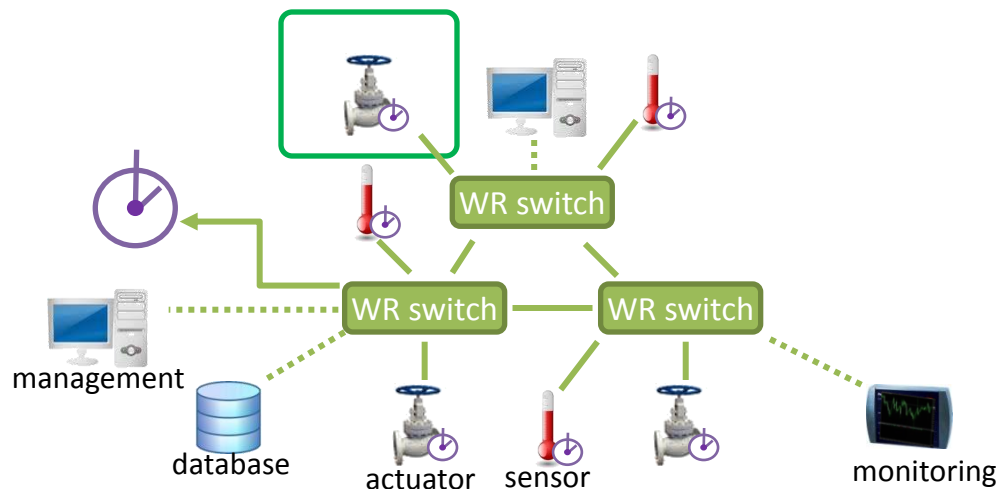 WR switch
WR switch
WR switch
management
database
actuator
sensor
monitoring